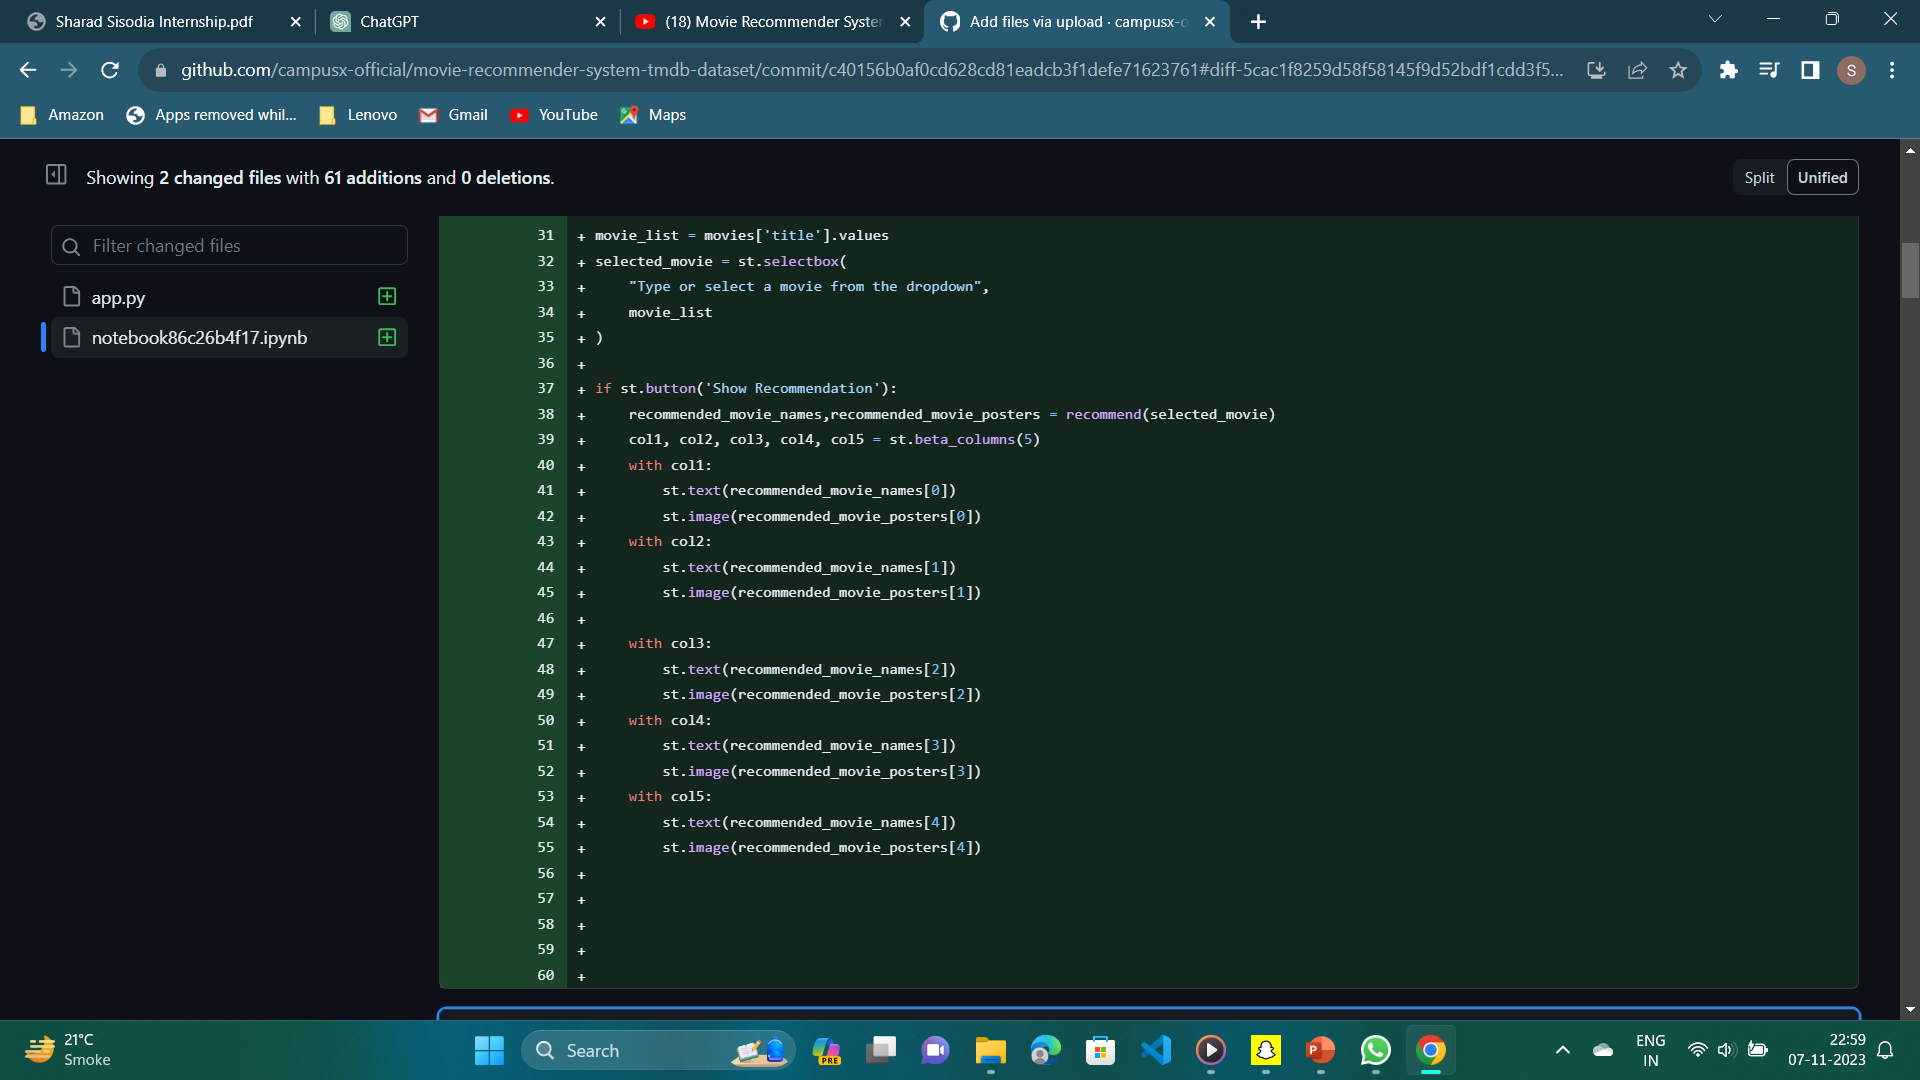 Sharad Sisodia Internship.pdf
ChatGPT
(18) Movie Recommender Syste
Add files via upload · campusx-o
github.com/campusx-official/movie-recommender-system-tmdb-dataset/commit/c40156b0af0cd628cd81eadcb3f1defe71623761#diff-5cac1f8259d58f58145f9d52bdf1cdd3f5...
S
Amazon
Apps removed whil...
Lenovo
Gmail
YouTube
Maps
Showing 2 changed files with 61 additions and 0 deletions.
Split
Unified
Filter changed files
app.py
notebook86c26b4f17.ipynb
31 + movie_list = movies['title'].values
32 + selected_movie = st.selectbox(
33 +     "Type or select a movie from the dropdown",
34 +     movie_list
35 + )
36 +
37 + if st.button('Show Recommendation'):
38 +     recommended_movie_names,recommended_movie_posters = recommend(selected_movie)
39 +     col1, col2, col3, col4, col5 = st.beta_columns(5)
40 +     with col1:
41 +         st.text(recommended_movie_names[0])
42 +         st.image(recommended_movie_posters[0])
43 +     with col2:
44 +         st.text(recommended_movie_names[1])
45 +         st.image(recommended_movie_posters[1])
46 +
47 +     with col3:
48 +         st.text(recommended_movie_names[2])
49 +         st.image(recommended_movie_posters[2])
50 +     with col4:
51 +         st.text(recommended_movie_names[3])
52 +         st.image(recommended_movie_posters[3])
53 +     with col5:
54 +         st.text(recommended_movie_names[4])
55 +         st.image(recommended_movie_posters[4])
56 +
57 +
58 +
59 +
60 +
21°C
Smoke
Search
PRE
ENG
IN
22:59
07-11-2023